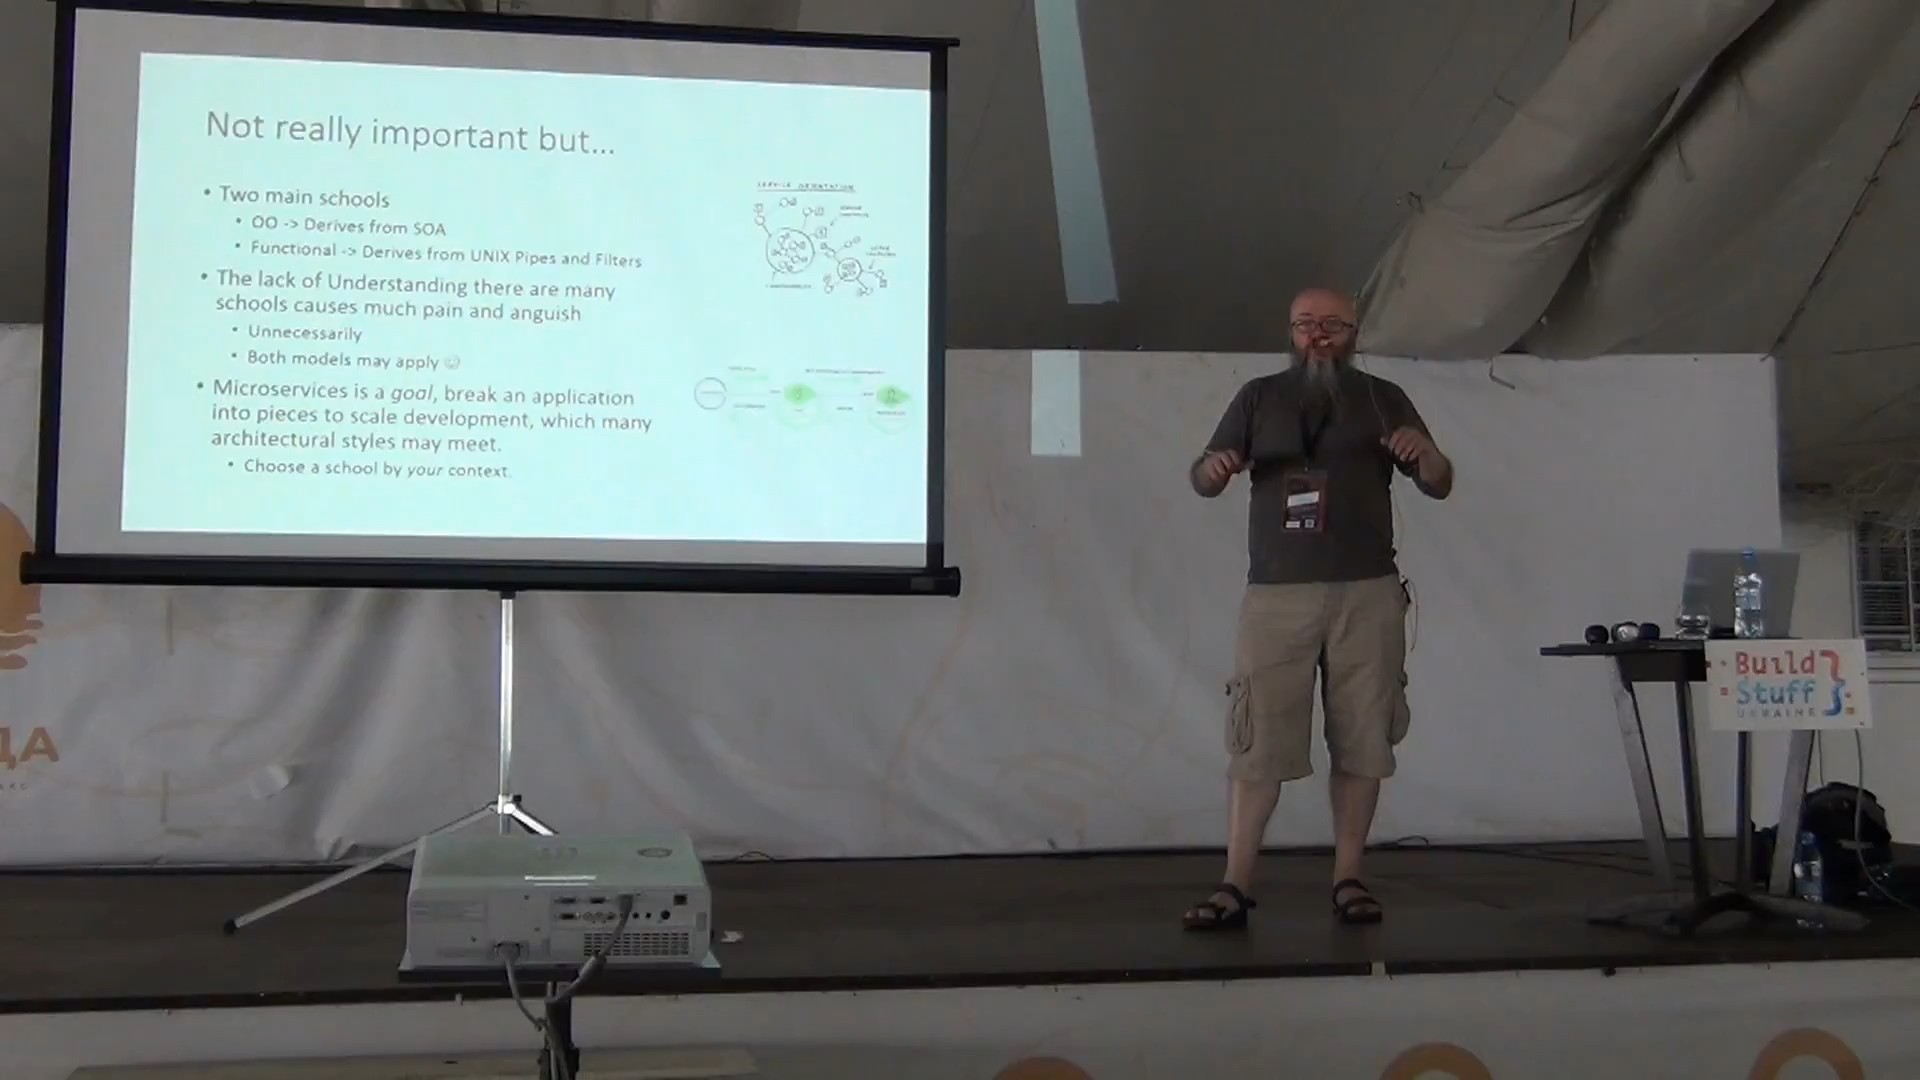 Not really important but...
• Two main schools
• OO -> Derives from SOA
• Functional -> Derives from UNIX Pipes and Filters
• The lack of Understanding there are many
schools causes much pain and anguish
• Unnecessarily
• Both models may apply ☺
• Microservices is a goal, break an application
into pieces to scale development, which many
architectural styles may meet.
• Choose a school by your context.
SERVICE ORIENTATION
Build
Stuff
UKRAINE
ДА